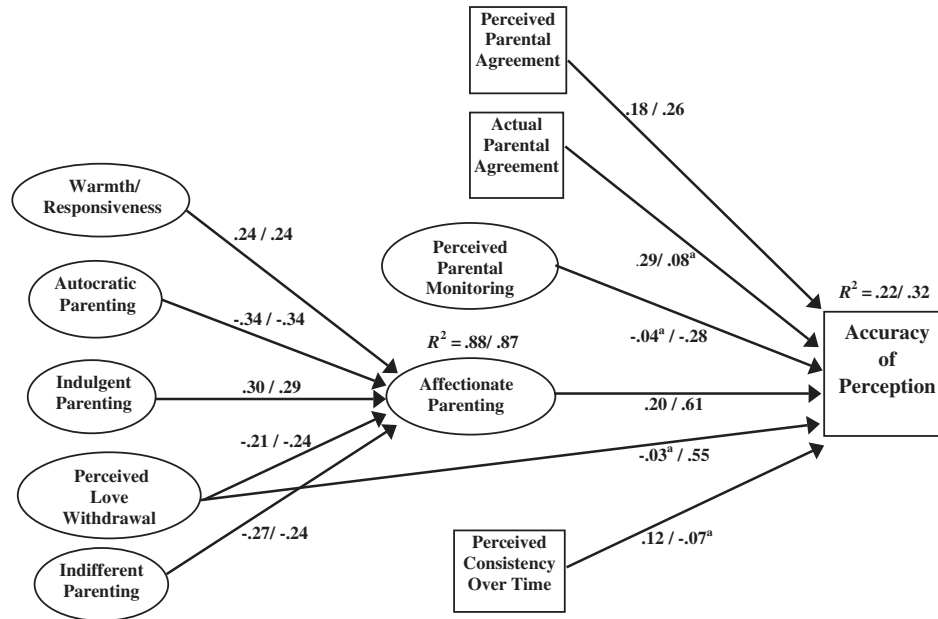 Perceived
Parental
Agreement
.18 / .26
Actual
Parental
Agreement
Warmth/
Responsiveness
.24 / .24
Perceived
Parental
Monitoring
.29/ .08ᵃ
Autocratic
Parenting
-.34 / -.34
R² = .22/ .32
-.04ᵃ / -.28
R² = .88/ .87
Accuracy
of
Perception
Indulgent
Parenting
.30 / .29
Affectionate
Parenting
.20 / .61
-.21 / -.24
-.03ᵃ / .55
Perceived
Love
Withdrawal
-.27/ -.24
Indifferent
Parenting
Perceived
Consistency
Over Time
.12 / -.07ᵃ